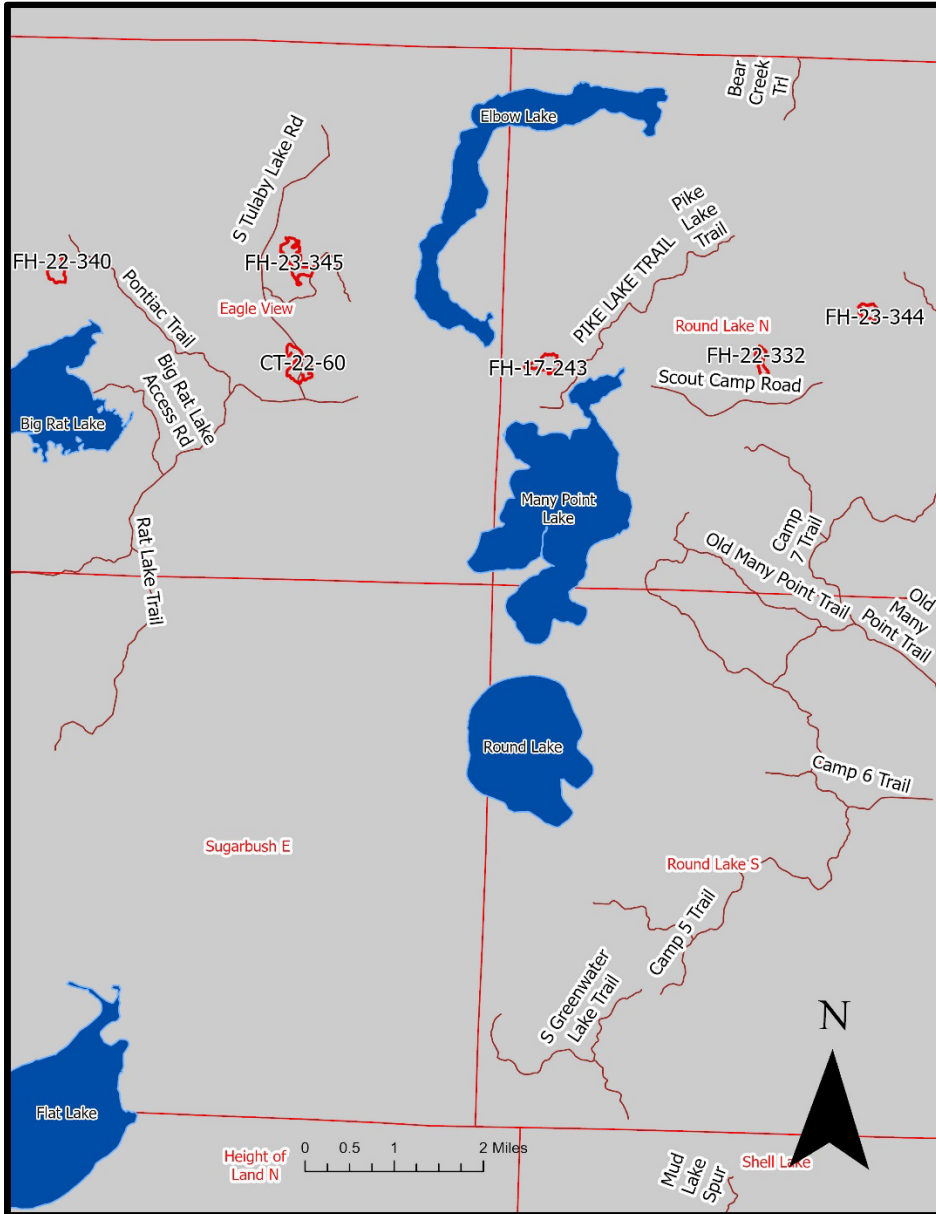 Bear
Creek
Trl
Elbow Lake
S Tulaby Lake Rd
Pike
Lake
Trail
PIKE LAKE TRAIL
FH-22-340
FH-23-345
Pontiac Trail
Eagle View
FH-23-344
Round Lake N
FH-22-332
CT-22-60
FH-17-243
Scout Camp Road
Big Rat Lake
Access Rd
Big Rat Lake
Many Point
Lake
Camp
7 Trail
Rat Lake Trail
Old Many Point Trail
Old
Many
Point Trail
Round Lake
Camp 6 Trail
Sugarbush E
Round Lake S
Camp 5 Trail
S Greenwater
Lake Trail
N
Flat Lake
0 0.5 1 2 Miles
Height of
Land N
Shell Lake
Mud
Lake
Spur